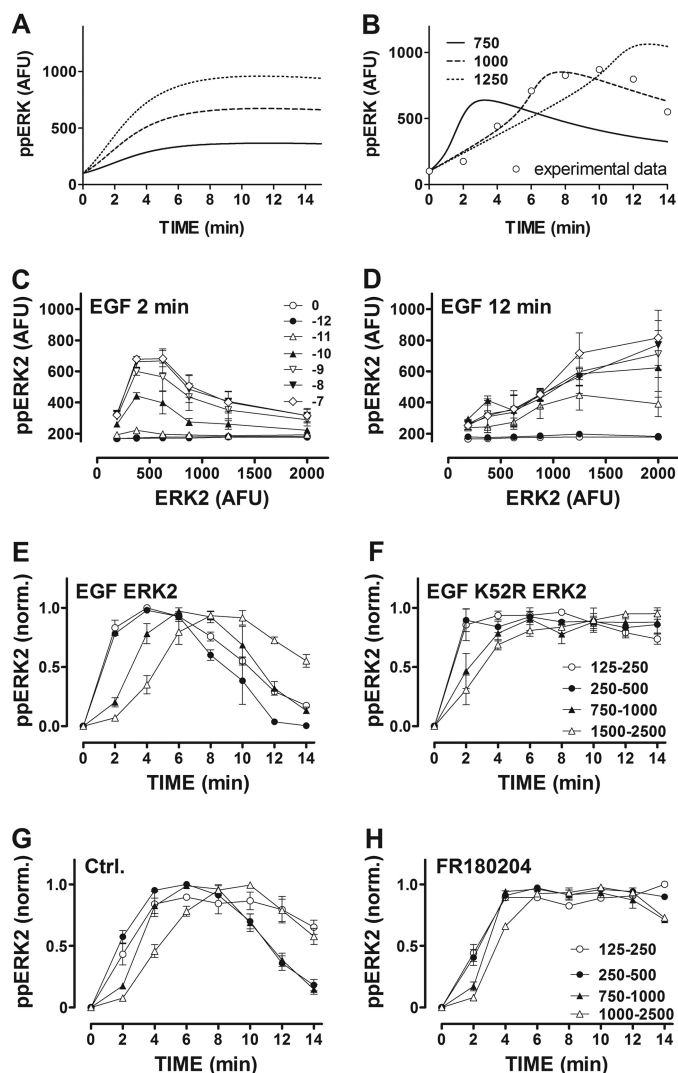 A
ppERK (AFU)
1000
500
0
0 2 4 6 8 10 12 14
TIME (min)
B
ppERK (AFU)
1000
500
0
750
1000
1250
experimental data
0 2 4 6 8 10 12 14
TIME (min)
C
EGF 2 min
ppERK2 (AFU)
1000
800
600
400
200
0
-12
-11
-10
-9
-8
-7
0 500 1000 1500 2000
ERK2 (AFU)
D
EGF 12 min
ppERK2 (AFU)
1000
800
600
400
200
0 500 1000 1500 2000
ERK2 (AFU)
E
EGF ERK2
ppERK2 (norm.)
1.0
0.5
0.0
0 2 4 6 8 10 12 14
TIME (min)
F
EGF K52R ERK2
ppERK2 (norm.)
1.0
0.5
0.0
125-250
250-500
750-1000
1500-2500
0 2 4 6 8 10 12 14
TIME (min)
G
Ctrl.
ppERK2 (norm.)
1.0
0.5
0
0 2 4 6 8 10 12 14
TIME (min)
H
FR180204
ppERK2 (norm.)
1.0
0.5
0
125-250
250-500
750-1000
1000-2500
0 2 4 6 8 10 12 14
TIME (min)